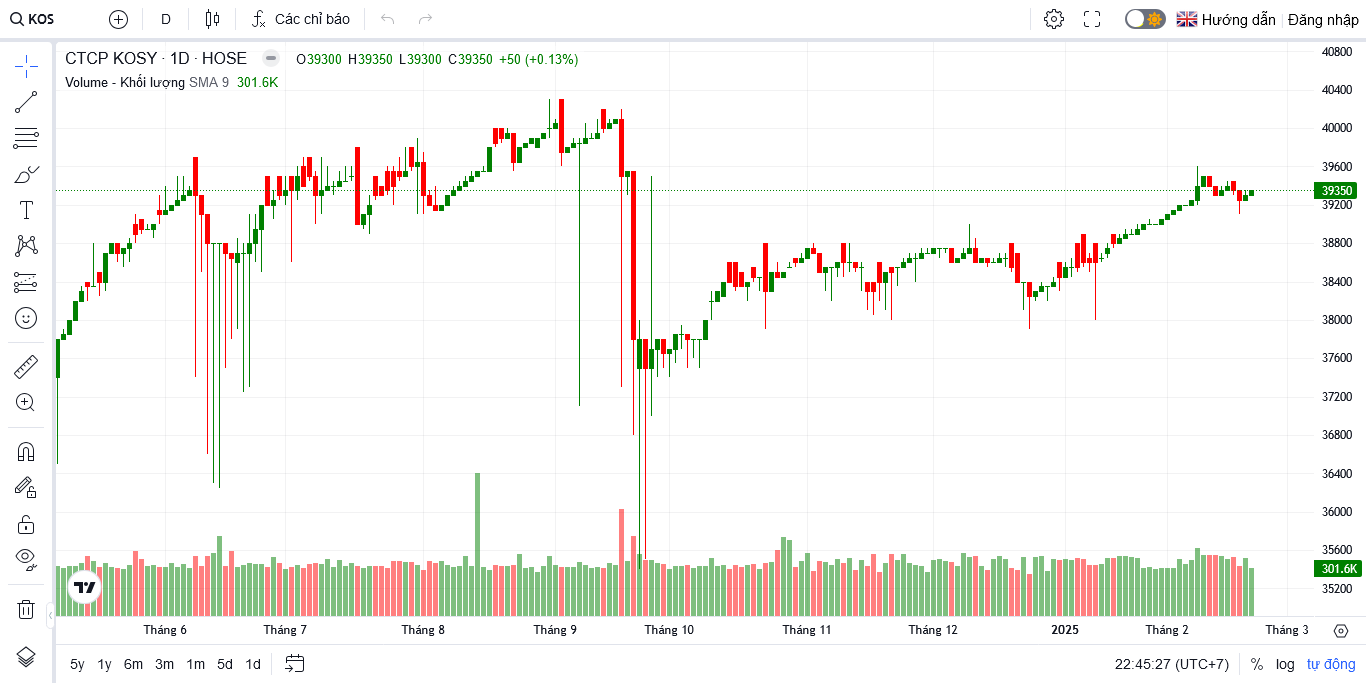 KOS D Các chỉ báo Hướng dẫn Đăng nhập
CTCP KOSY · 1D · HOSE O39300 H39350 L39300 C39350 +50 (+0.13%)
Volume - Khối lượng SMA 9 301.6K
40800
40400
40000
39600
39350
39200
38800
38400
38000
37600
37200
36800
36400
36000
35600
301.6K
35200
Tháng 6 Tháng 7 Tháng 8 Tháng 9 Tháng 10 Tháng 11 Tháng 12 2025 Tháng 2 Tháng 3
5y 1y 6m 3m 1m 5d 1d 22:45:27 (UTC+7) % log tự động